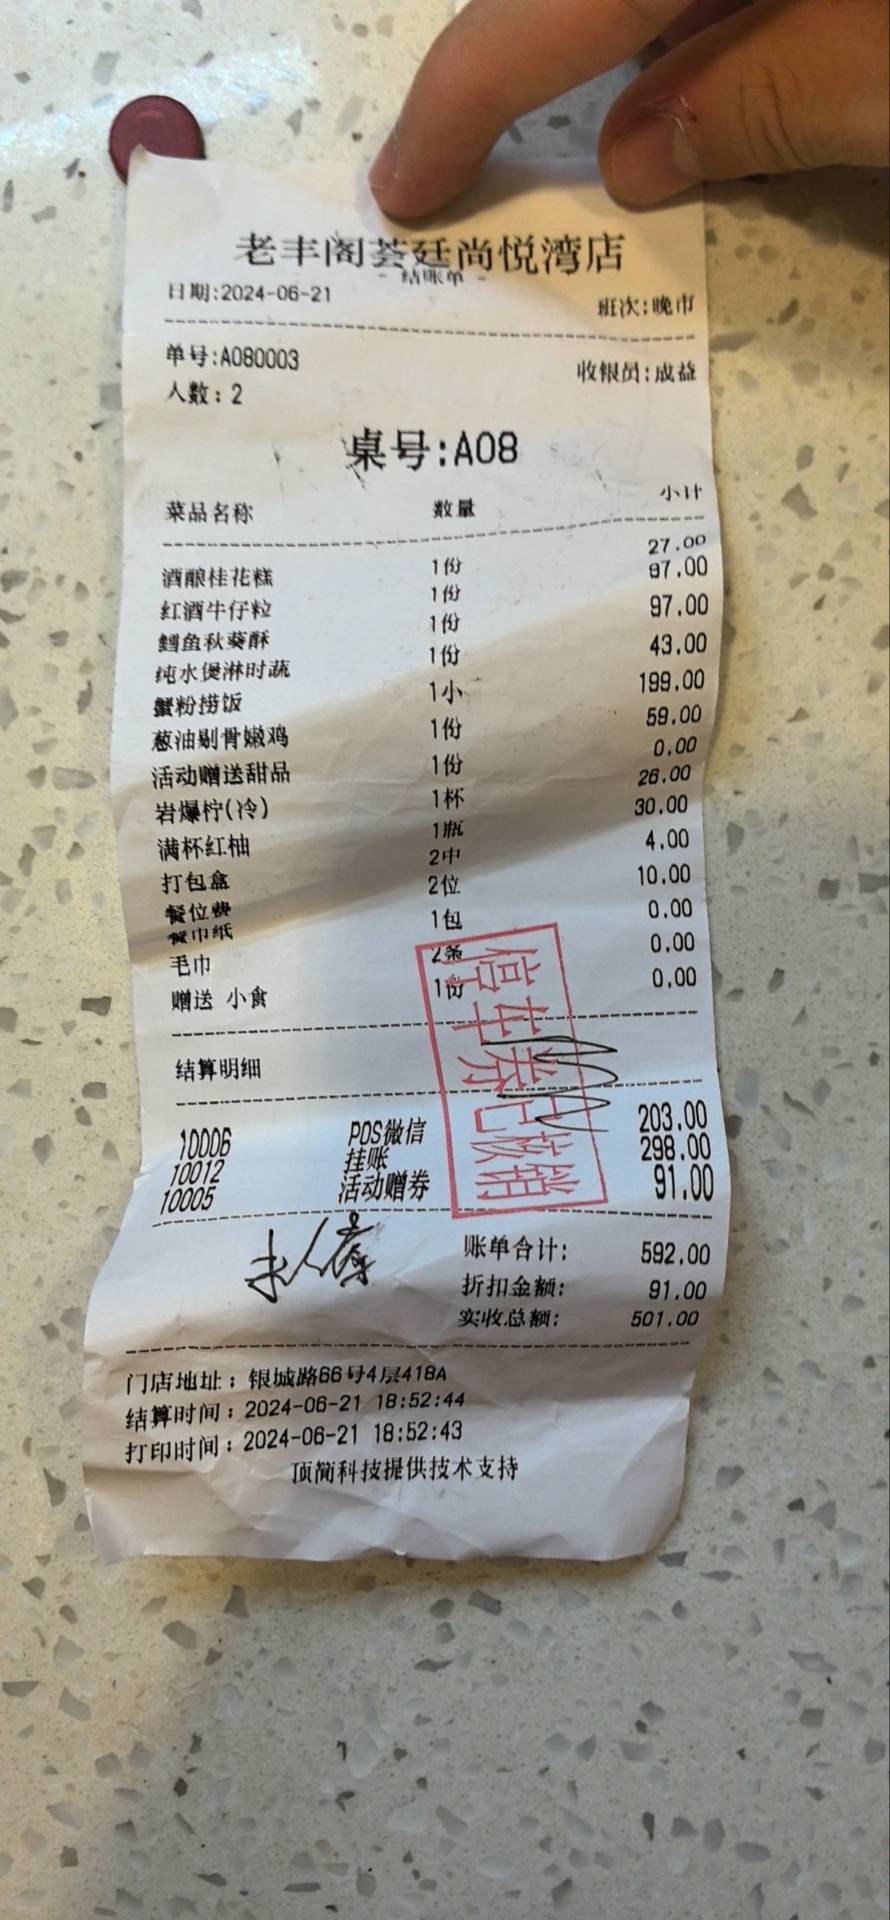 老丰阁荟廷尚悦湾店
- 结账单 -
日期:2024-06-21 班次:晚市
单号:A080003 收银员:成益
人数: 2
桌号:A08
菜品名称 数量 小计
酒酿桂花糕 1份 27.00
红酒牛仔粒 1份 97.00
鳕鱼秋葵酥 1份 97.00
纯水煲淋时蔬 1份 43.00
蟹粉捞饭 1小 199.00
葱油剔骨嫩鸡 1份 59.00
活动赠送甜品 1份 0.00
岩爆柠(冷) 1杯 26.00
满杯红柚 1瓶 30.00
打包盒 2中 4.00
餐位费 2位 10.00
餐巾纸 1包 0.00
毛巾 2条 0.00
赠送 小食 1份 0.00
停车券已核销
结算明细
10006 POS微信 203.00
10012 挂账 298.00
10005 活动赠券 91.00
账单合计: 592.00
折扣金额: 91.00
实收总额: 501.00
门店地址: 银城路66号4层418A
结算时间: 2024-06-21 18:52:44
打印时间: 2024-06-21 18:52:43
顶简科技提供技术支持